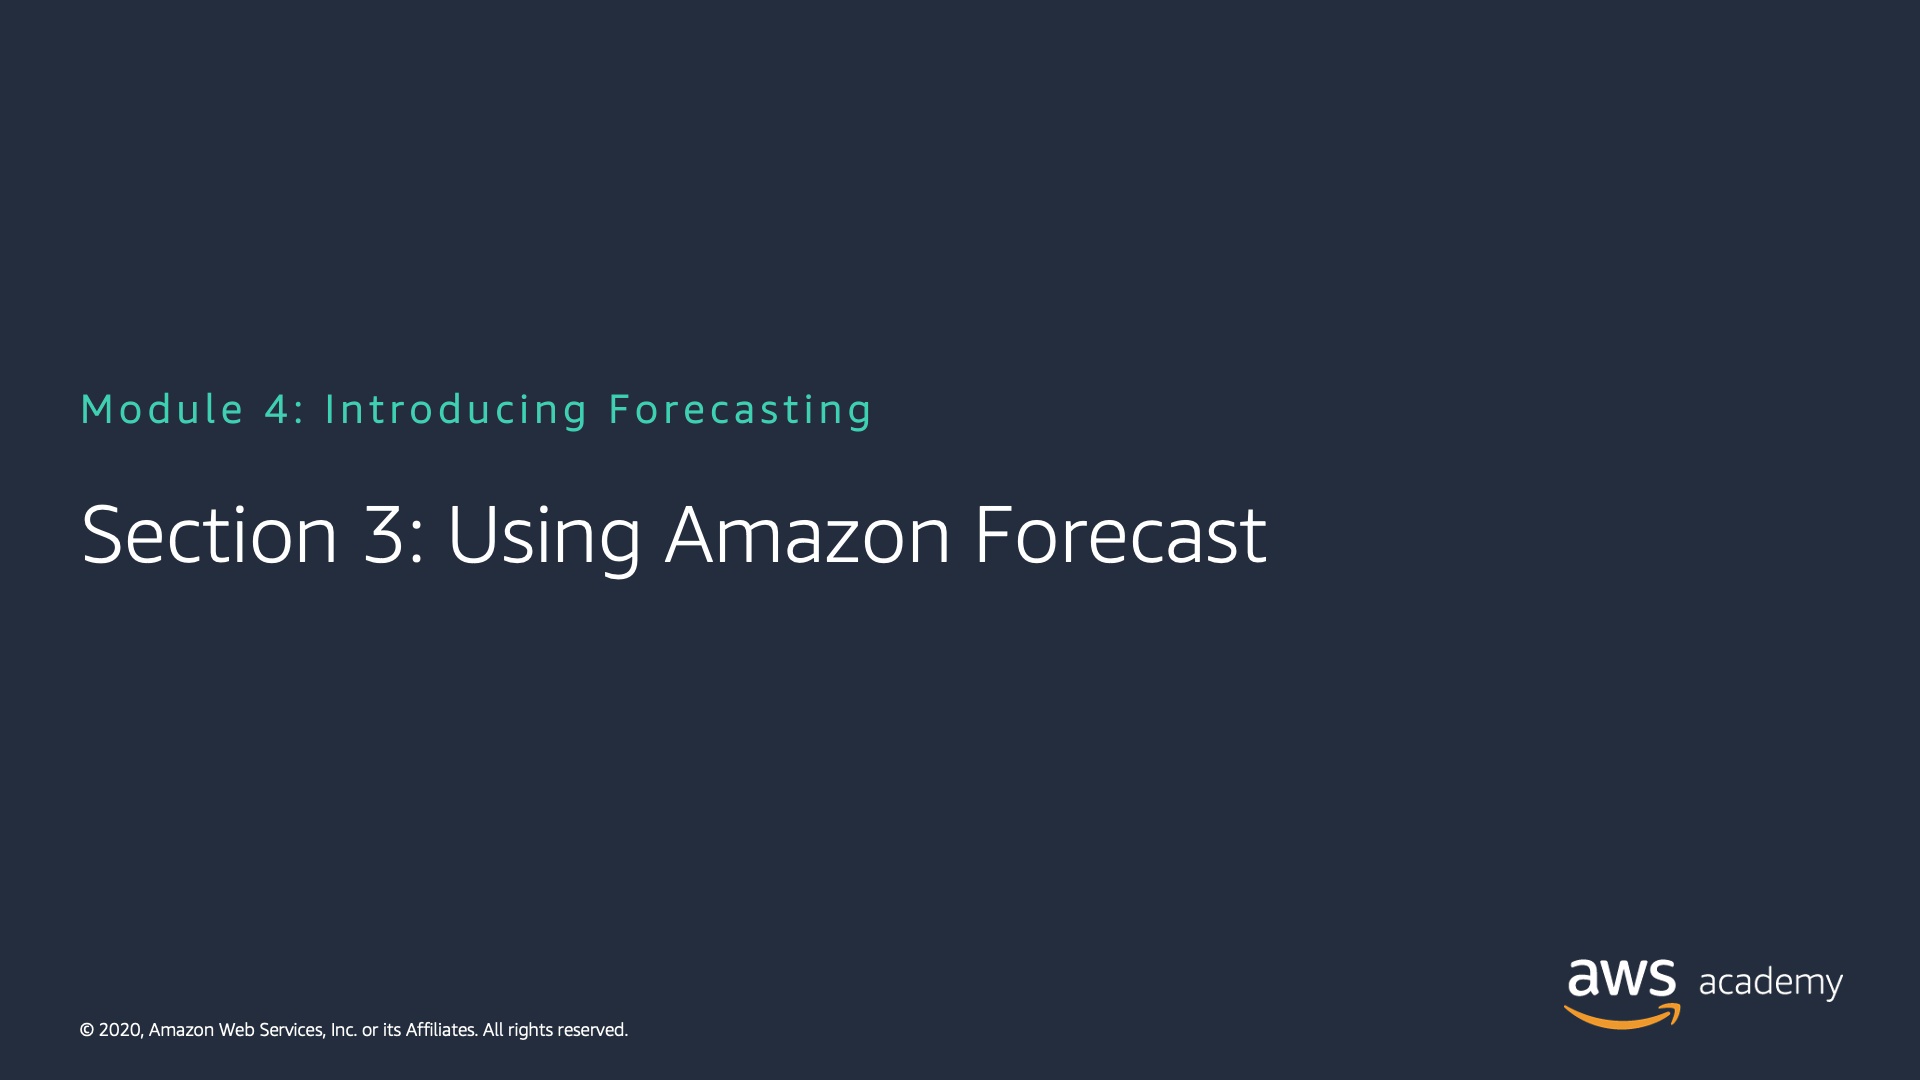 Module 4: Introducing Forecasting
Section 3: Using Amazon Forecast
aws academy
© 2020, Amazon Web Services, Inc. or its Affiliates. All rights reserved.